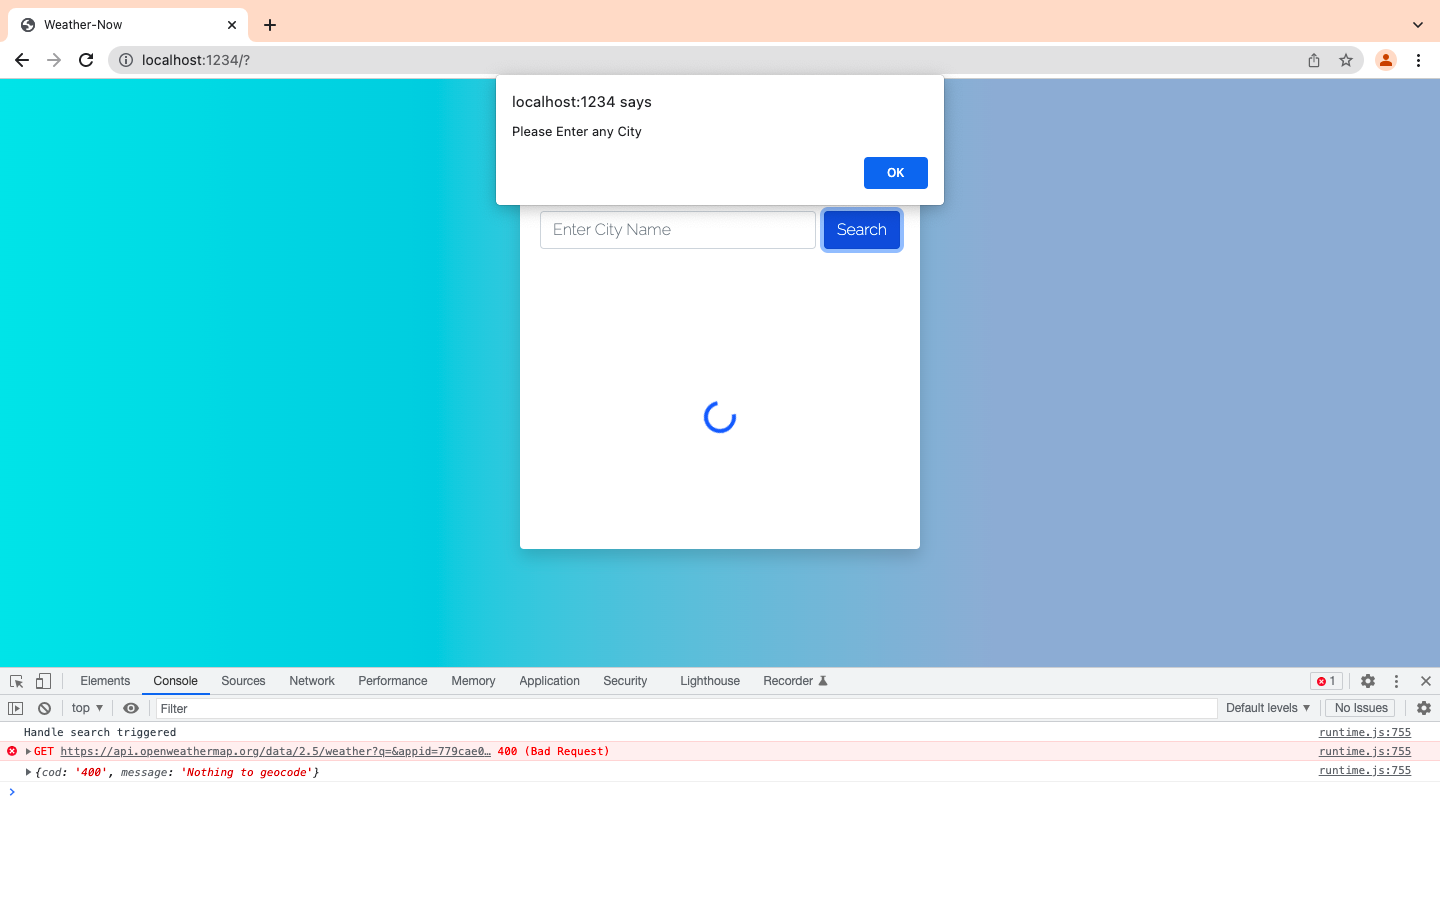 Weather-Now
localhost:1234/?
localhost:1234 says
Please Enter any City
OK
Enter City Name
Search
Elements Console Sources Network Performance Memory Application Security Lighthouse Recorder 1
top Filter Default levels No Issues
Handle search triggered runtime.js:755
GET https://api.openweathermap.org/data/2.5/weather?q=&appid=779cae0… 400 (Bad Request) runtime.js:755
{cod: '400', message: 'Nothing to geocode'} runtime.js:755